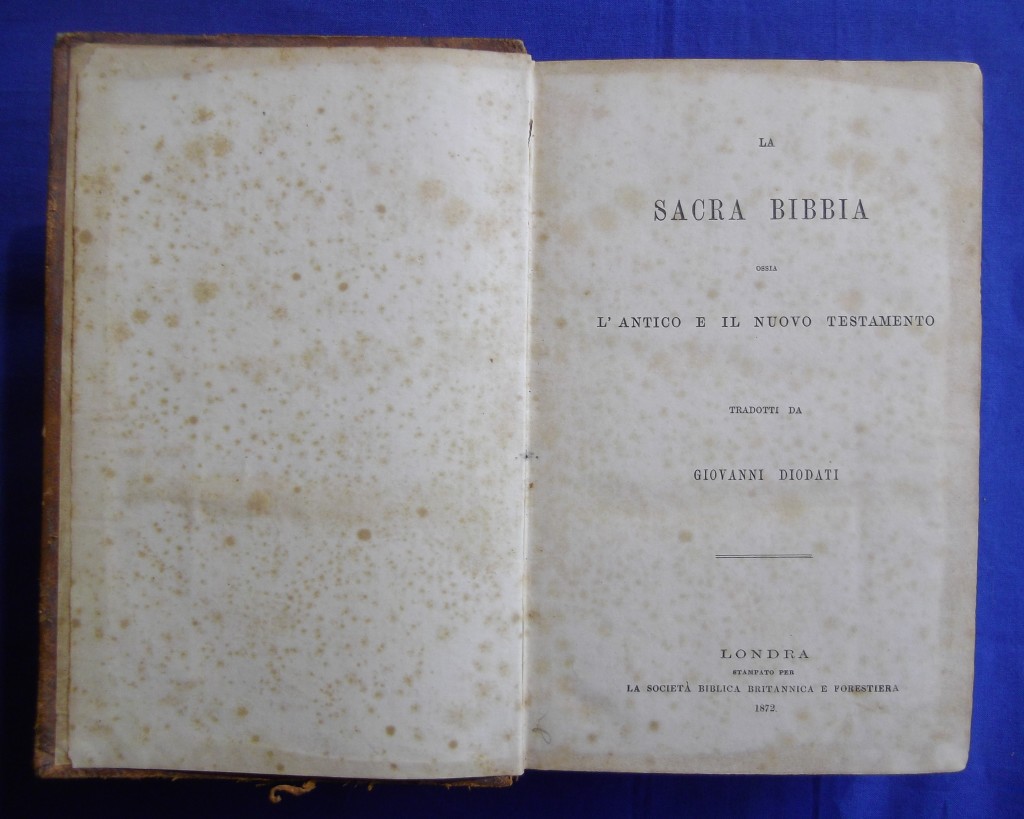 LA
SACRA BIBBIA
OSSIA
L' ANTICO E IL NUOVO TESTAMENTO
TRADOTTI DA
GIOVANNI DIODATI
LONDRA
STAMPATO PER
LA SOCIETÀ BIBLICA BRITANNICA E FORESTIERA
1872.